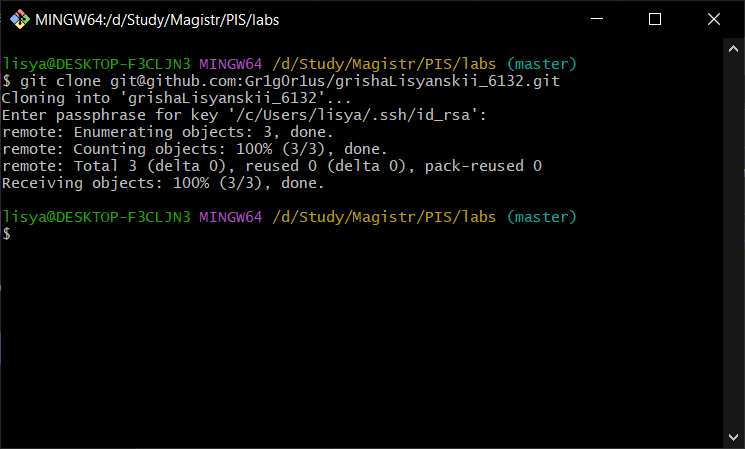 MINGW64:/d/Study/Magistr/PIS/labs
lisya@DESKTOP-F3CLJN3 MINGW64 /d/Study/Magistr/PIS/labs (master)
$ git clone git@github.com:Gr1g0r1us/grishaLisyanskii_6132.git
Cloning into 'grishaLisyanskii_6132'...
Enter passphrase for key '/c/Users/lisya/.ssh/id_rsa':
remote: Enumerating objects: 3, done.
remote: Counting objects: 100% (3/3), done.
remote: Total 3 (delta 0), reused 0 (delta 0), pack-reused 0
Receiving objects: 100% (3/3), done.
lisya@DESKTOP-F3CLJN3 MINGW64 /d/Study/Magistr/PIS/labs (master)
$